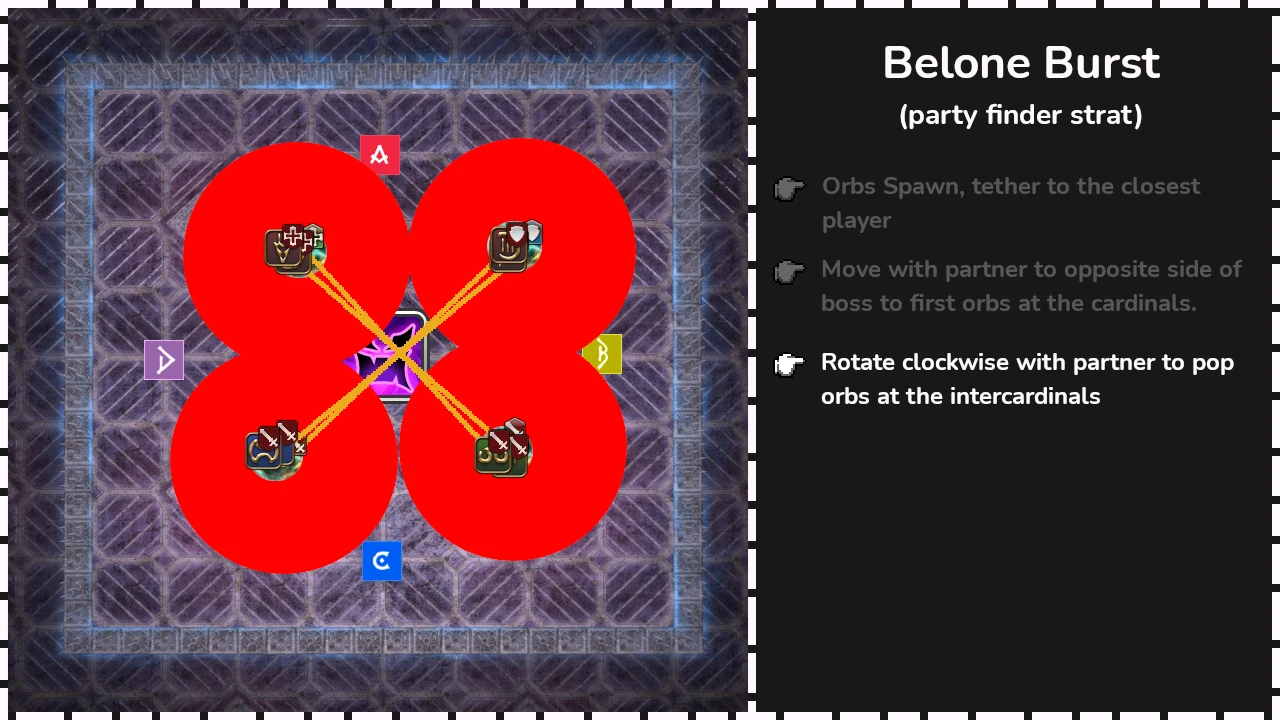 Belone Burst
(party finder strat)
Orbs Spawn, tether to the closest
player
Move with partner to opposite side of
boss to first orbs at the cardinals.
Rotate clockwise with partner to pop
orbs at the intercardinals
A
D
B
C